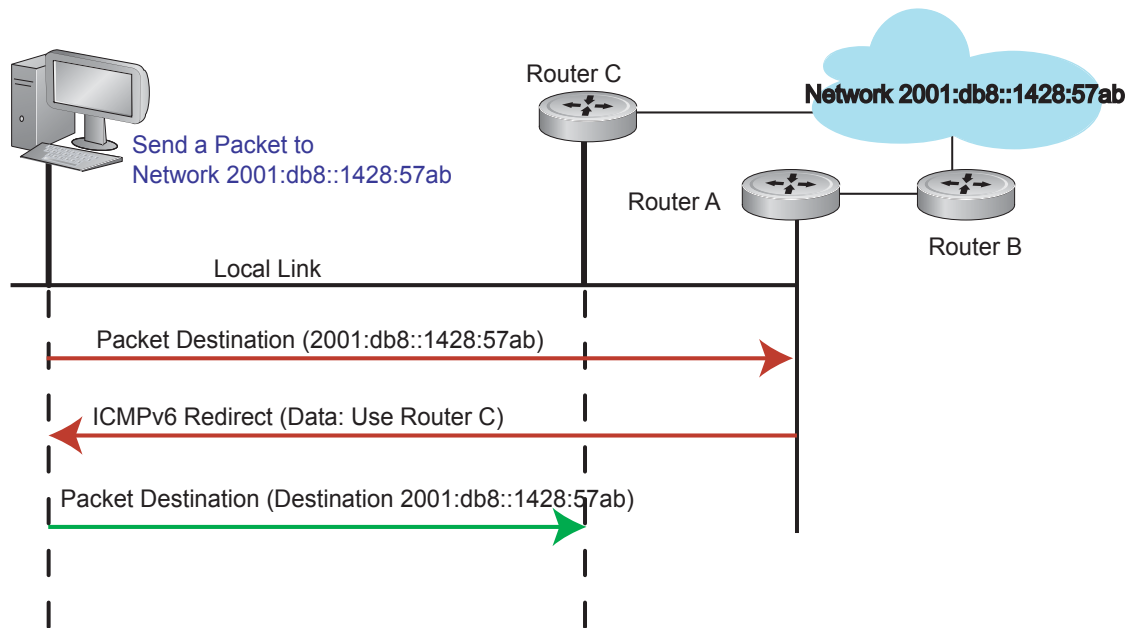 Router C
Network 2001:db8::1428:57ab
Send a Packet to
Network 2001:db8::1428:57ab
Router A
Router B
Local Link
Packet Destination (2001:db8::1428:57ab)
ICMPv6 Redirect (Data: Use Router C)
Packet Destination (Destination 2001:db8::1428:57ab)